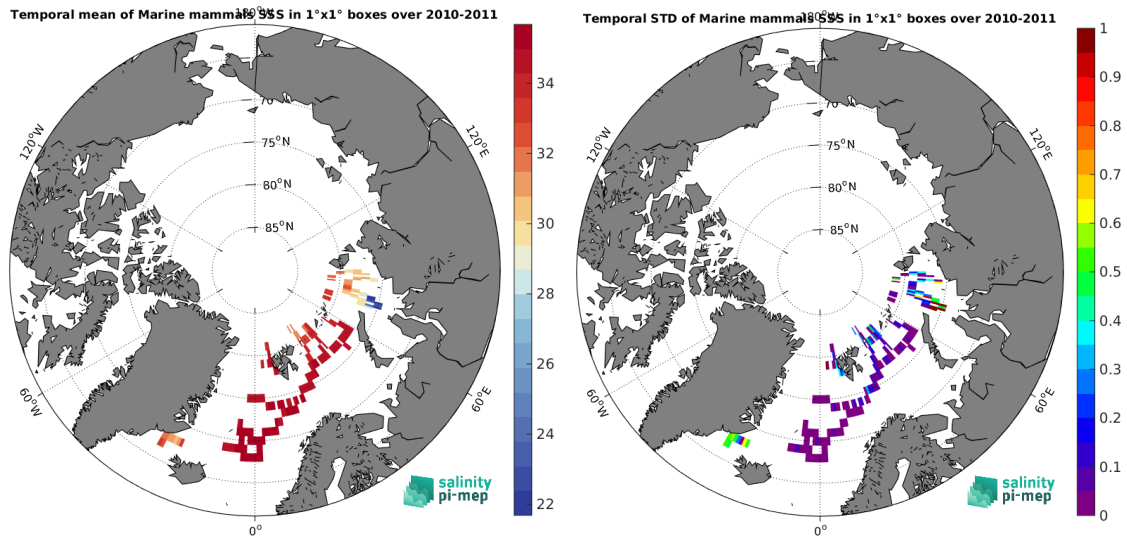 Temporal mean of Marine mammals SSS in 1°x1° boxes over 2010-2011
180°W
70
75°N
80°N
85°N
120°W
120°E
60°W
60°E
0°
34
32
30
28
26
24
22
salinity
pi-mep
Temporal STD of Marine mammals SSS in 1°x1° boxes over 2010-2011
180°W
70
75°N
80°N
85°N
120°W
120°E
60°W
60°E
0°
1
0.9
0.8
0.7
0.6
0.5
0.4
0.3
0.2
0.1
0
salinity
pi-mep